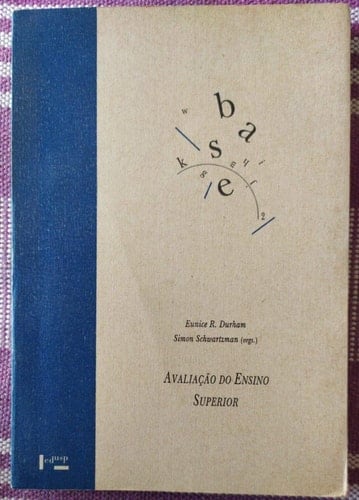 base
Eunice R. Durham
Simon Schwartzman (orgs.)
AVALIAÇÃO DO ENSINO
SUPERIOR
edusp